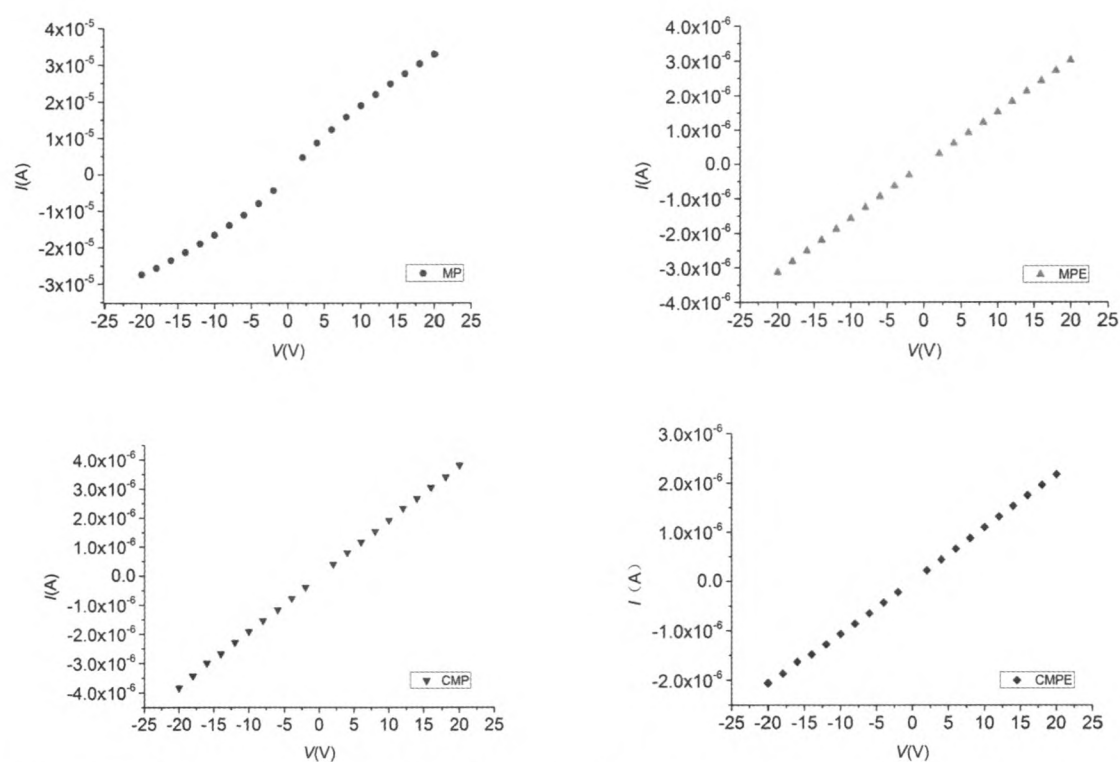 4x10⁻⁵
3x10⁻⁵
2x10⁻⁵
1x10⁻⁵
0
-1x10⁻⁵
-2x10⁻⁵
-3x10⁻⁵
I(A)
MP
-25 -20 -15 -10 -5 0 5 10 15 20 25
V(V)
4.0x10⁻⁶
3.0x10⁻⁶
2.0x10⁻⁶
1.0x10⁻⁶
0.0
-1.0x10⁻⁶
-2.0x10⁻⁶
-3.0x10⁻⁶
-4.0x10⁻⁶
I(A)
MPE
-25 -20 -15 -10 -5 0 5 10 15 20 25
V(V)
4.0x10⁻⁶
3.0x10⁻⁶
2.0x10⁻⁶
1.0x10⁻⁶
0.0
-1.0x10⁻⁶
-2.0x10⁻⁶
-3.0x10⁻⁶
-4.0x10⁻⁶
I(A)
CMP
-25 -20 -15 -10 -5 0 5 10 15 20 25
V(V)
3.0x10⁻⁶
2.0x10⁻⁶
1.0x10⁻⁶
0.0
-1.0x10⁻⁶
-2.0x10⁻⁶
I（A）
CMPE
-25 -20 -15 -10 -5 0 5 10 15 20 25
V(V)